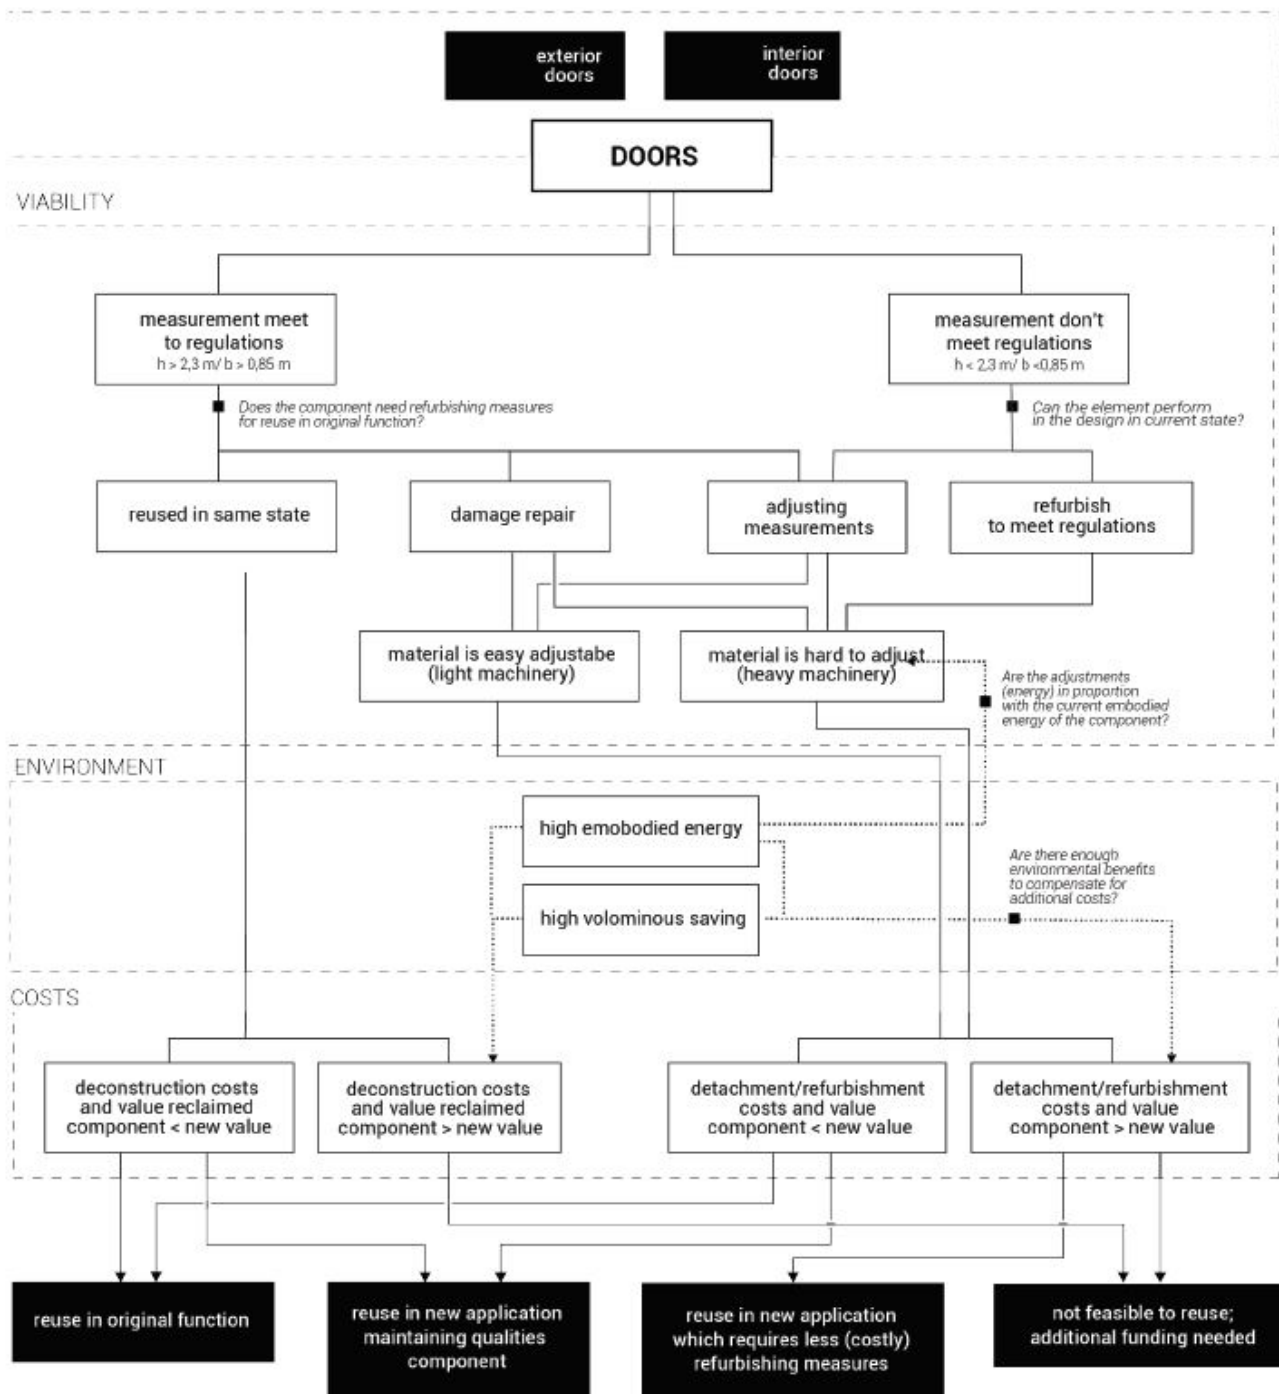 exterior
doors
interior
doors
DOORS
VIABILITY
measurement meet
to regulations
h > 2,3 m/ b > 0,85 m
measurement don't
meet regulations
h < 2,3 m/ b <0,85 m
Does the component need refurbishing measures
for reuse in original function?
Can the element perform
in the design in current state?
reused in same state
damage repair
adjusting
measurements
refurbish
to meet regulations
material is easy adjustabe
(light machinery)
material is hard to adjust
(heavy machinery)
Are the adjustments
(energy) in proportion
with the current embodied
energy of the component?
ENVIRONMENT
high emobodied energy
Are there enough
environmental benefits
to compensate for
additional costs?
high volominous saving
COSTS
deconstruction costs
and value reclaimed
component < new value
deconstruction costs
and value reclaimed
component > new value
detachment/refurbishment
costs and value
component < new value
detachment/refurbishment
costs and value
component > new value
reuse in original function
reuse in new application
maintaining qualities
component
reuse in new application
which requires less (costly)
refurbishing measures
not feasible to reuse;
additional funding needed